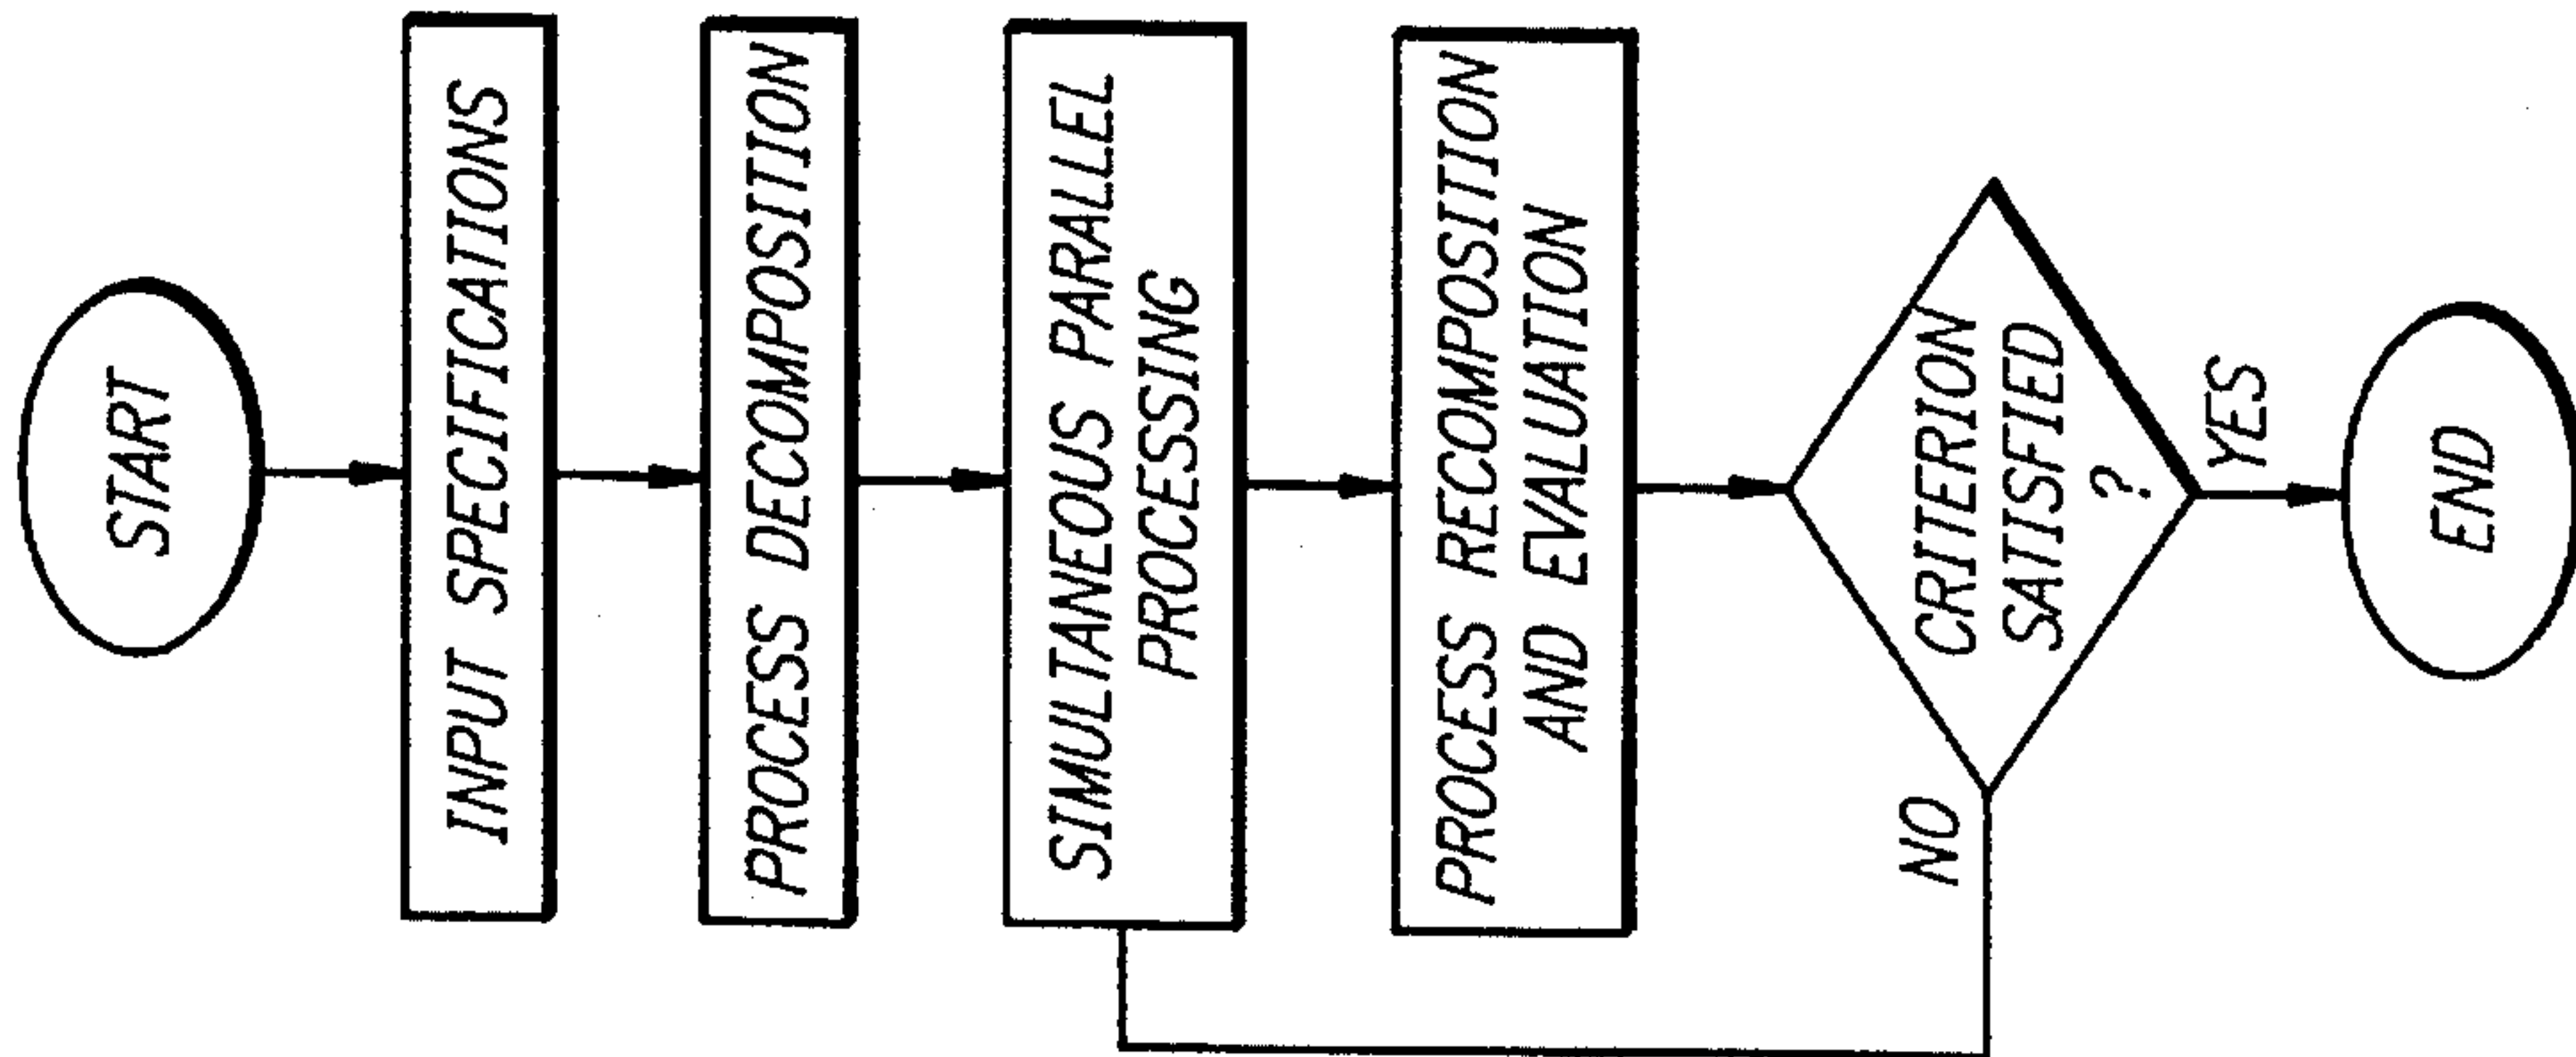 START
INPUT SPECIFICATIONS
PROCESS DECOMPOSITION
SIMULTANEOUS PARALLEL
PROCESSING
PROCESS RECOMPOSITION
AND EVALUATION
CRITERION
SATISFIED
?
NO
YES
END